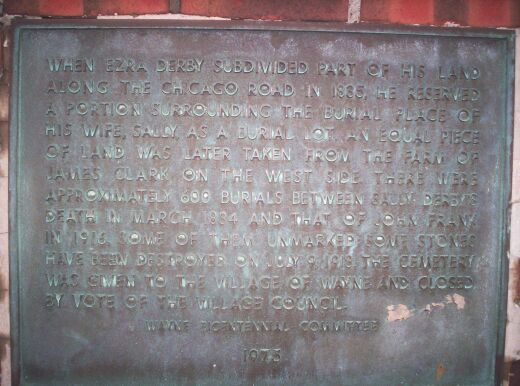 WHEN EZRA DERBY SUBDIVIDED PART OF HIS LAND
ALONG THE CHICAGO ROAD IN 1835, HE RESERVED
A PORTION SURROUNDING THE BURIAL PLACE OF
HIS WIFE, SALLY, AS A BURIAL LOT. AN EQUAL PIECE
OF LAND WAS LATER TAKEN FROM THE FARM OF
JAMES CLARK ON THE WEST SIDE. THERE WERE
APPROXIMATELY 600 BURIALS BETWEEN SALLY DERBY'S
DEATH IN MARCH 1834 AND THAT OF JOHN FRANK
IN 1916, SOME OF THEM UNMARKED. SOME STONES
HAVE BEEN DESTROYED. ON JULY 9, 1918, THE CEMETERY
WAS GIVEN TO THE VILLAGE OF WAYNE AND CLOSED
BY VOTE OF THE VILLAGE COUNCIL.
WAYNE BICENTENNIAL COMMITTEE